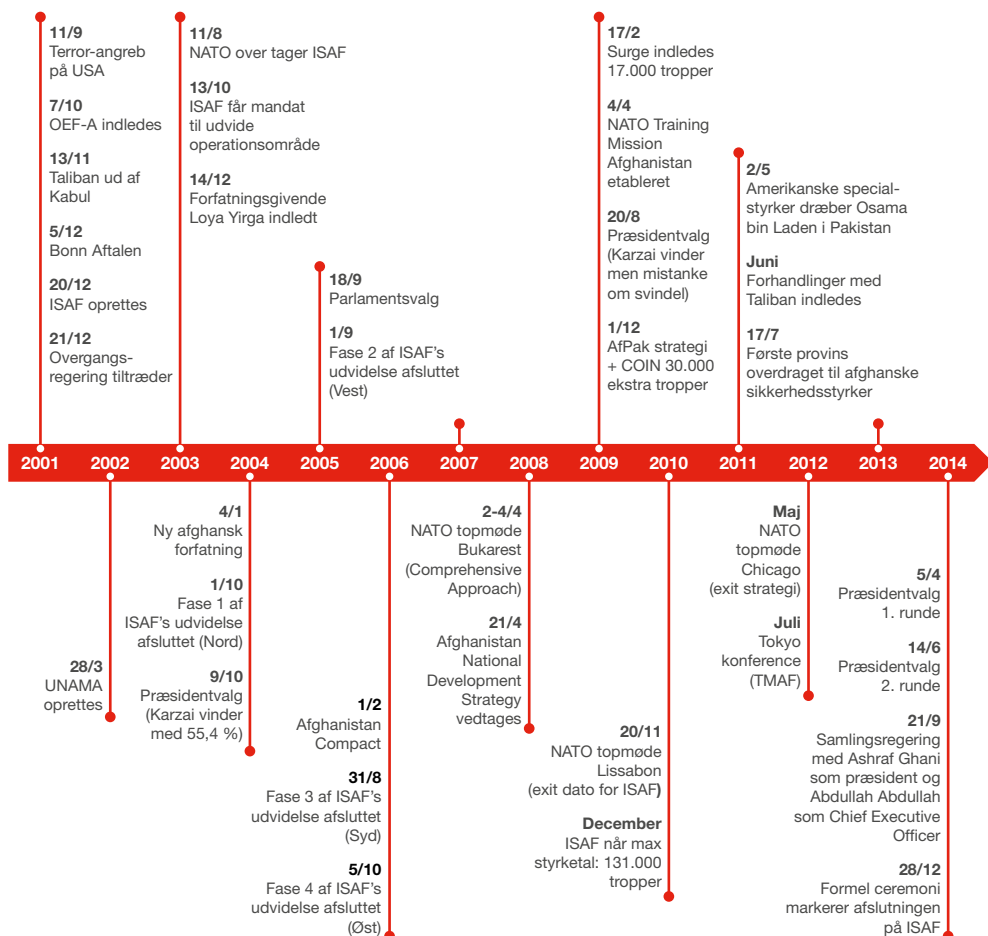 11/9
Terror-angreb
på USA
7/10
OEF-A indledes
13/11
Taliban ud af
Kabul
5/12
Bonn Aftalen
20/12
ISAF oprettes
21/12
Overgangs-
regering tiltræder
11/8
NATO over tager ISAF
13/10
ISAF får mandat
til udvide
operationsområde
14/12
Forfatningsgivende
Loya Yirga indledt
18/9
Parlamentsvalg
1/9
Fase 2 af ISAF's
udvidelse afsluttet
(Vest)
17/2
Surge indledes
17.000 tropper
4/4
NATO Training
Mission
Afghanistan
etableret
20/8
Præsidentvalg
(Karzai vinder
men mistanke
om svindel)
1/12
AfPak strategi
+ COIN 30.000
ekstra tropper
2/5
Amerikanske special-
styrker dræber Osama
bin Laden i Pakistan
Juni
Forhandlinger med
Taliban indledes
17/7
Første provins
overdraget til afghanske
sikkerhedsstyrker
2001 2002 2003 2004 2005 2006 2007 2008 2009 2010 2011 2012 2013 2014
28/3
UNAMA
oprettes
4/1
Ny afghansk
forfatning
1/10
Fase 1 af
ISAF's udvidelse
afsluttet (Nord)
9/10
Præsidentvalg
(Karzai vinder
med 55,4 %)
1/2
Afghanistan
Compact
31/8
Fase 3 af ISAF's
udvidelse afsluttet
(Syd)
5/10
Fase 4 af ISAF's
udvidelse afsluttet
(Øst)
2-4/4
NATO topmøde
Bukarest
(Comprehensive
Approach)
21/4
Afghanistan
National
Development
Strategy
vedtages
20/11
NATO topmøde
Lissabon
(exit dato for ISAF)
December
ISAF når max
styrketal: 131.000
tropper
Maj
NATO
topmøde
Chicago
(exit strategi)
Juli
Tokyo
konference
(TMAF)
5/4
Præsidentvalg
1. runde
14/6
Præsidentvalg
2. runde
21/9
Samlingsregering
med Ashraf Ghani
som præsident og
Abdullah Abdullah
som Chief Executive
Officer
28/12
Formel ceremoni
markerer afslutningen
på ISAF